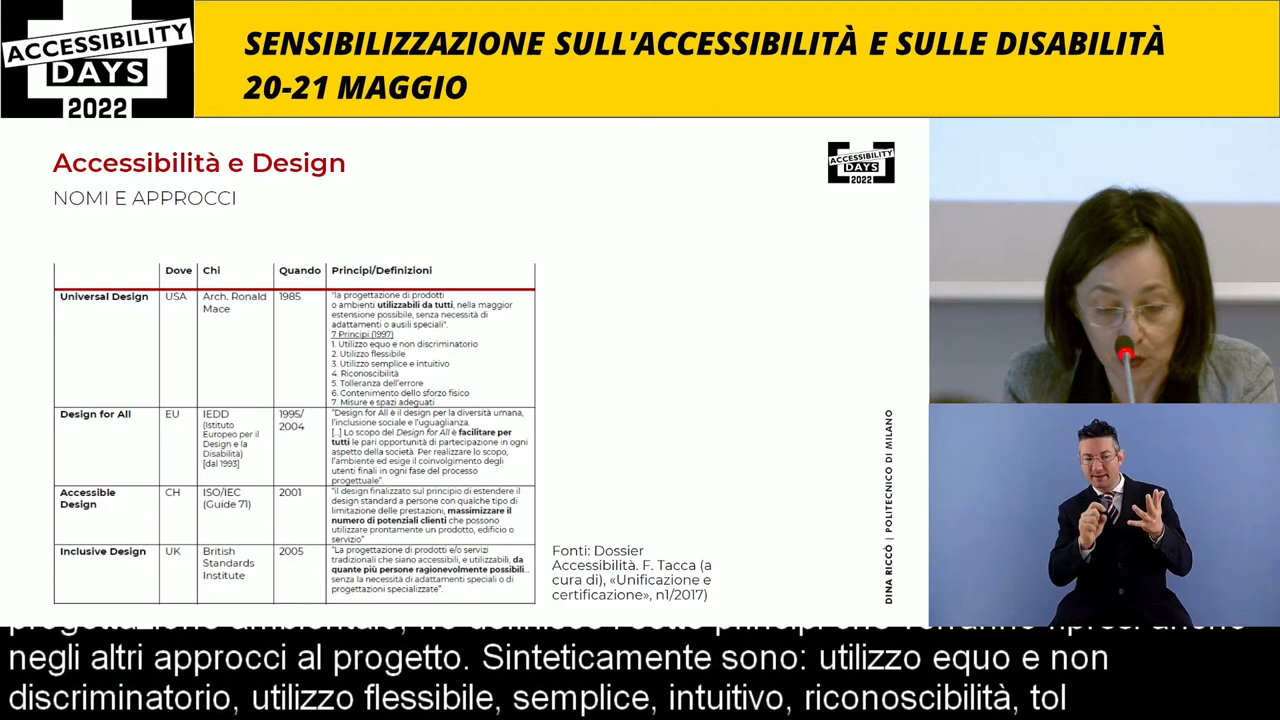 ACCESSIBILITY
DAYS
2022
SENSIBILIZZAZIONE SULL'ACCESSIBILITÀ E SULLE DISABILITÀ
20-21 MAGGIO
Accessibilità e Design
NOMI E APPROCCI
ACCESSIBILITY
DAYS
2022
Dove Chi Quando Principi/Definizioni
Universal Design USA Arch. Ronald Mace 1985
"la progettazione di prodotti
o ambienti utilizzabili da tutti, nella maggior
estensione possibile, senza necessità di
adattamenti o ausili speciali".
7 Principi (1997)
1. Utilizzo equo e non discriminatorio
2. Utilizzo flessibile
3. Utilizzo semplice e intuitivo
4. Riconoscibilità
5. Tolleranza dell'errore
6. Contenimento dello sforzo fisico
7. Misure e spazi adeguati
Design for All EU IEDD
(Istituto
Europeo per il
Design e la
Disabilità)
[dal 1993]
1995/
2004
"Design for All è il design per la diversità umana,
l'inclusione sociale e l'uguaglianza.
[..] Lo scopo del Design for All è facilitare per
tutti le pari opportunità di partecipazione in ogni
aspetto della società. Per realizzare lo scopo,
l'ambiente ed esige il coinvolgimento degli
utenti finali in ogni fase del processo
progettuale".
Accessible
Design
CH ISO/IEC
(Guide 71)
2001
"il design finalizzato sul principio di estendere il
design standard a persone con qualche tipo di
limitazione delle prestazioni, massimizzare il
numero di potenziali clienti che possono
utilizzare prontamente un prodotto, edificio o
servizio"
Inclusive Design UK British
Standards
Institute
2005
"La progettazione di prodotti e/o servizi
tradizionali che siano accessibili, e utilizzabili, da
quante più persone ragionevolmente possibili...
senza la necessità di adattamenti speciali o di
progettazioni specializzate".
Fonti: Dossier
Accessibilità. F. Tacca (a
cura di), «Unificazione e
certificazione», n1/2017)
DINA RICCÒ | POLITECNICO DI MILANO
negli altri approcci al progetto. Sinteticamente sono: utilizzo equo e non
discriminatorio, utilizzo flessibile, semplice, intuitivo, riconoscibilità, tol